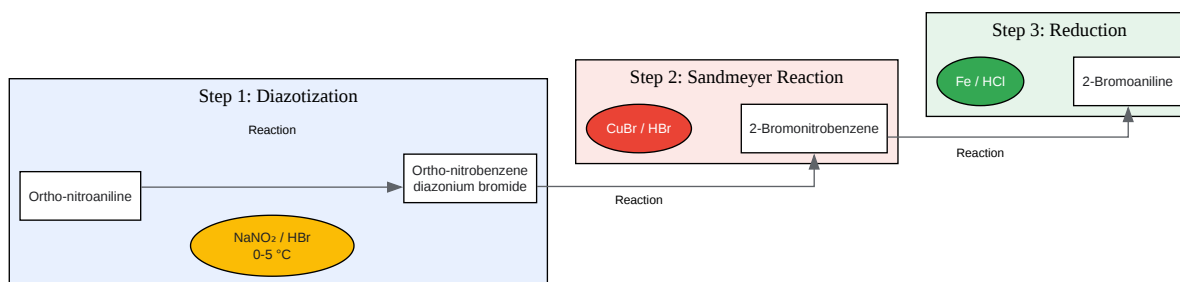 Step 1: Diazotization
Reaction
Ortho-nitroaniline
Ortho-nitrobenzene
diazonium bromide
NaNO₂ / HBr
0-5 °C
Reaction
Step 2: Sandmeyer Reaction
CuBr / HBr
2-Bromonitrobenzene
Reaction
Step 3: Reduction
Fe / HCl
2-Bromoaniline